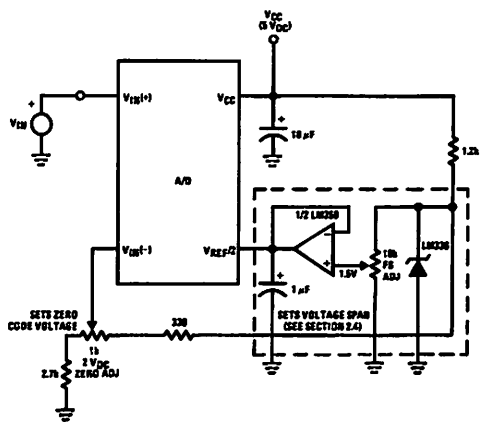 VCC
(5 VDC)
VIN(+)
VCC
+
VIN
+
10 µF
A/D
1.2k
1/2 LM358
LM336
VIN(-)
VREF/2
-
+
1.5V
10k
FS
ADJ
+
1 µF
SETS ZERO
CODE VOLTAGE
330
SETS VOLTAGE SPAN
(SEE SECTION 2.4)
1k
2 VDC
ZERO ADJ
2.7k